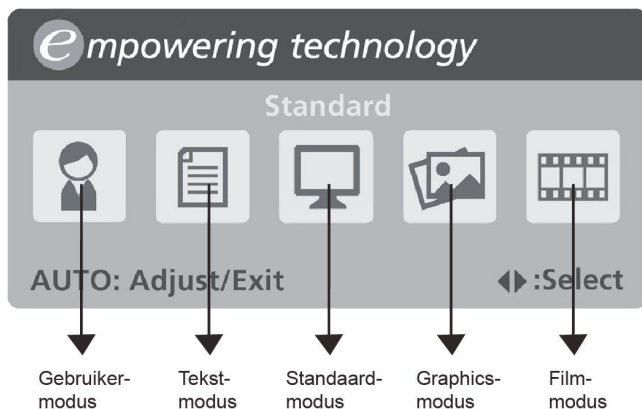 empowering technology
Standard
AUTO: Adjust/Exit
:Select
Gebruiker- Tekst- Standaard- Graphics- Film-
modus modus modus modus modus